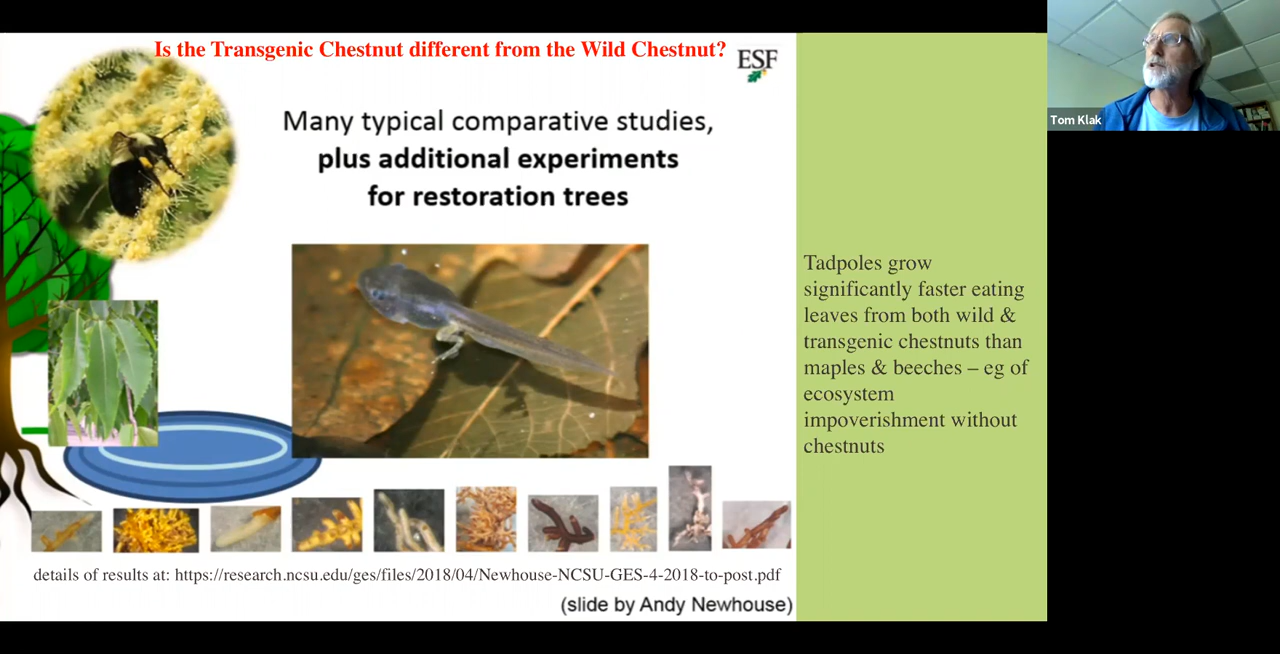 Is the Transgenic Chestnut different from the Wild Chestnut?
ESF
Many typical comparative studies,
plus additional experiments
for restoration trees
Tadpoles grow
significantly faster eating
leaves from both wild &
transgenic chestnuts than
maples & beeches – eg of
ecosystem
impoverishment without
chestnuts
details of results at: https://research.ncsu.edu/ges/files/2018/04/Newhouse-NCSU-GES-4-2018-to-post.pdf
(slide by Andy Newhouse)
Tom Klak